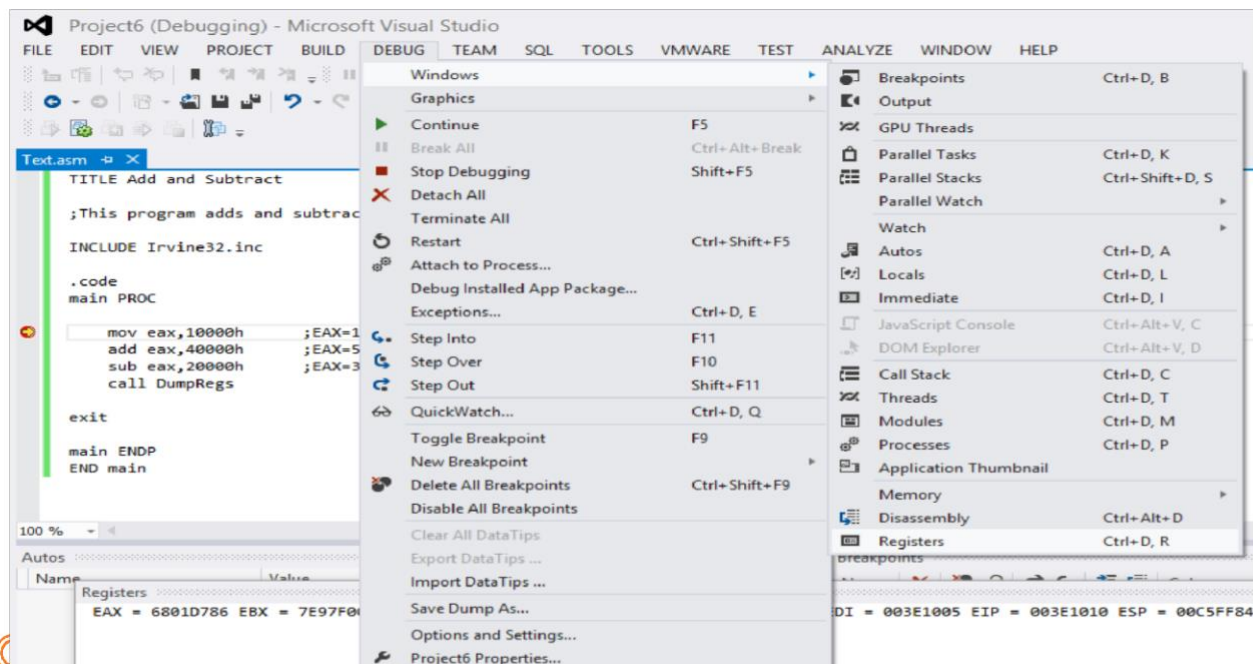 Project6 (Debugging) - Microsoft Visual Studio
FILE EDIT VIEW PROJECT BUILD DEBUG TEAM SQL TOOLS VMWARE TEST ANALYZE WINDOW HELP
Text.asm
TITLE Add and Subtract
;This program adds and subtrac
INCLUDE Irvine32.inc
.code
main PROC
mov eax,10000h ;EAX=1
add eax,40000h ;EAX=5
sub eax,20000h ;EAX=3
call DumpRegs
exit
main ENDP
END main
100 %
Autos
Name Value
Registers
EAX = 6801D786 EBX = 7E97F0
Windows
Graphics
Continue F5
Break All Ctrl+Alt+Break
Stop Debugging Shift+F5
Detach All
Terminate All
Restart Ctrl+Shift+F5
Attach to Process...
Debug Installed App Package...
Exceptions... Ctrl+D, E
Step Into F11
Step Over F10
Step Out Shift+F11
QuickWatch... Ctrl+D, Q
Toggle Breakpoint F9
New Breakpoint
Delete All Breakpoints Ctrl+Shift+F9
Disable All Breakpoints
Clear All DataTips
Export DataTips ...
Import DataTips ...
Save Dump As...
Options and Settings...
Project6 Properties...
Breakpoints Ctrl+D, B
Output
GPU Threads
Parallel Tasks Ctrl+D, K
Parallel Stacks Ctrl+Shift+D, S
Parallel Watch
Watch
Autos Ctrl+D, A
Locals Ctrl+D, L
Immediate Ctrl+D, I
JavaScript Console Ctrl+Alt+V, C
DOM Explorer Ctrl+Alt+V, D
Call Stack Ctrl+D, C
Threads Ctrl+D, T
Modules Ctrl+D, M
Processes Ctrl+D, P
Application Thumbnail
Memory
Disassembly Ctrl+Alt+D
Registers Ctrl+D, R
Breakpoints
DI = 003E1005 EIP = 003E1010 ESP = 00C5FF84